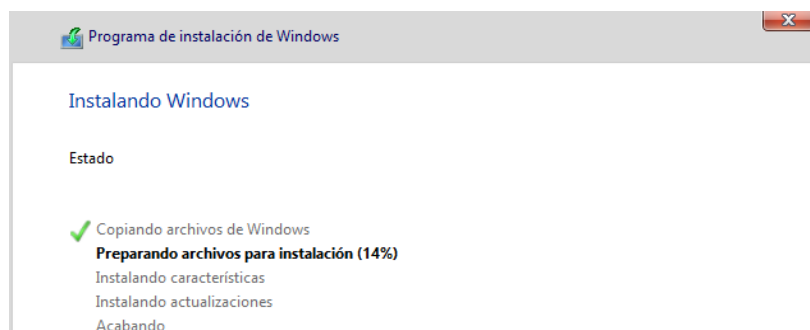 Programa de instalación de Windows
Instalando Windows
Estado
Copiando archivos de Windows
Preparando archivos para instalación (14%)
Instalando características
Instalando actualizaciones
Acabando